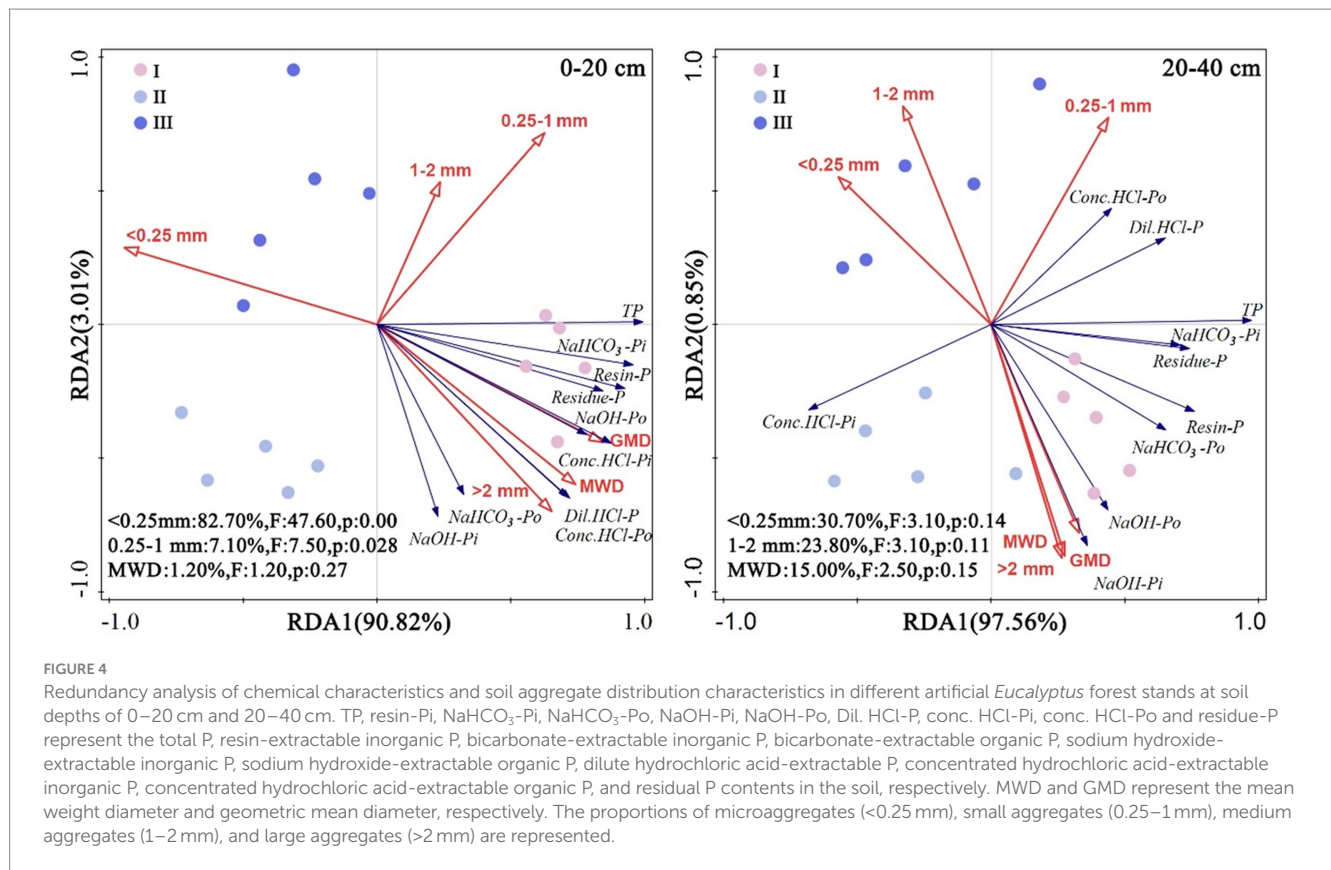 1.0
I
II
III
0-20 cm
0.25-1 mm
1-2 mm
<0.25 mm
TP
NaHCO₃-Pi
Resin-P
Residue-P
NaOH-Po
GMD
Conc.HCl-Pi
MWD
>2 mm
NaHCO₃-Po
Dil.HCl-P
NaOH-Pi
Conc.HCl-Po
<0.25mm:82.70%,F:47.60,p:0.00
0.25-1 mm:7.10%,F:7.50,p:0.028
MWD:1.20%,F:1.20,p:0.27
RDA2(3.01%)
-1.0
-1.0
RDA1(90.82%)
1.0
1.0
I
II
III
20-40 cm
1-2 mm
0.25-1 mm
<0.25 mm
Conc.HCl-Po
Dil.HCl-P
TP
NaHCO₃-Pi
Residue-P
Conc.HCl-Pi
Resin-P
NaHCO₃-Po
NaOH-Po
MWD
GMD
>2 mm
NaOH-Pi
<0.25mm:30.70%,F:3.10,p:0.14
1-2 mm:23.80%,F:3.10,p:0.11
MWD:15.00%,F:2.50,p:0.15
RDA2(0.85%)
-1.0
-1.0
RDA1(97.56%)
1.0
FIGURE 4
Redundancy analysis of chemical characteristics and soil aggregate distribution characteristics in different artificial Eucalyptus forest stands at soil
depths of 0–20 cm and 20–40 cm. TP, resin-Pi, NaHCO₃-Pi, NaHCO₃-Po, NaOH-Pi, NaOH-Po, Dil. HCl-P, conc. HCl-Pi, conc. HCl-Po and residue-P
represent the total P, resin-extractable inorganic P, bicarbonate-extractable inorganic P, bicarbonate-extractable organic P, sodium hydroxide-
extractable inorganic P, sodium hydroxide-extractable organic P, dilute hydrochloric acid-extractable P, concentrated hydrochloric acid-extractable
inorganic P, concentrated hydrochloric acid-extractable organic P, and residual P contents in the soil, respectively. MWD and GMD represent the mean
weight diameter and geometric mean diameter, respectively. The proportions of microaggregates (<0.25 mm), small aggregates (0.25–1 mm), medium
aggregates (1–2 mm), and large aggregates (>2 mm) are represented.